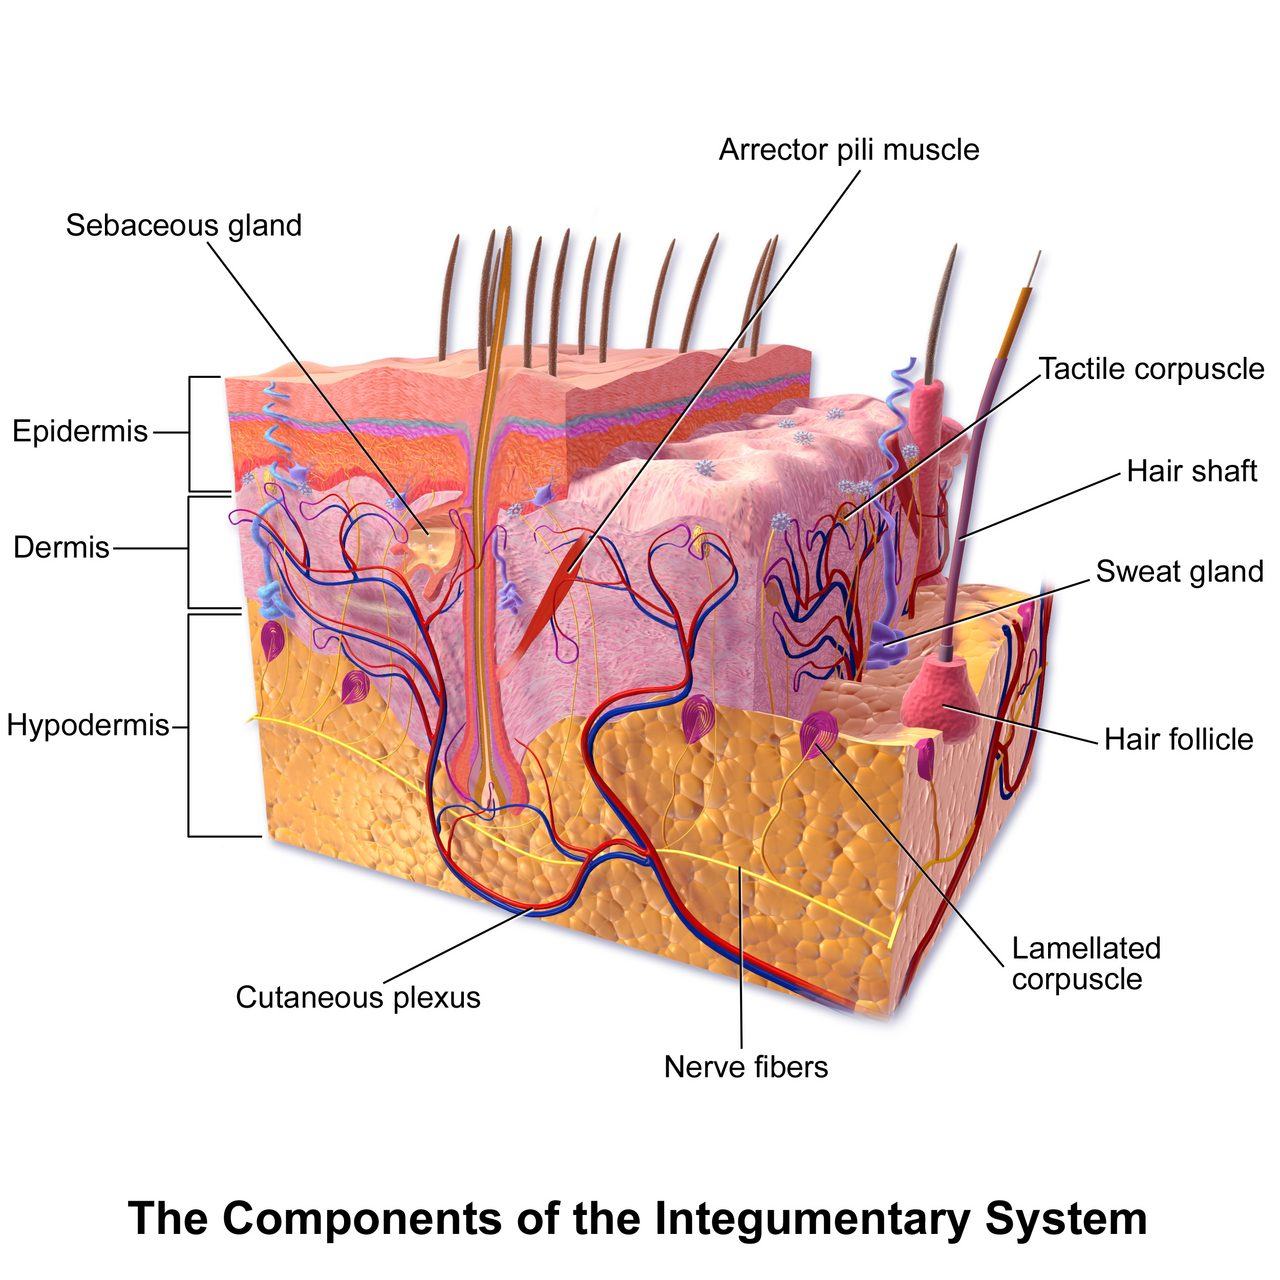 Arrector pili muscle
Sebaceous gland
Tactile corpuscle
Epidermis
Hair shaft
Dermis
Sweat gland
Hypodermis
Hair follicle
Lamellated
corpuscle
Cutaneous plexus
Nerve fibers
The Components of the Integumentary System